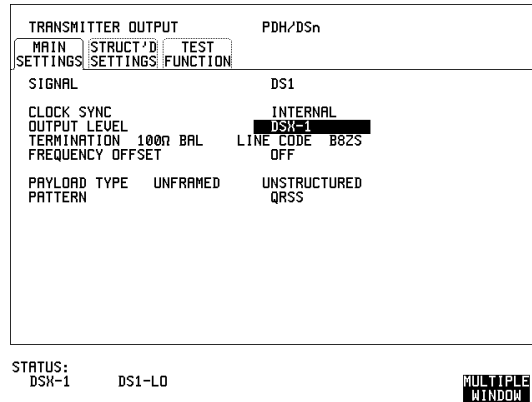 TRANSMITTER OUTPUT PDH/DSn
MAIN SETTINGS STRUCT'D SETTINGS TEST FUNCTION
SIGNAL DS1
CLOCK SYNC INTERNAL
OUTPUT LEVEL DSX-1
TERMINATION 100Ω BAL LINE CODE B8ZS
FREQUENCY OFFSET OFF
PAYLOAD TYPE UNFRAMED UNSTRUCTURED
PATTERN QRSS
STATUS:
DSX-1 DS1-LO
MULTIPLE
WINDOW